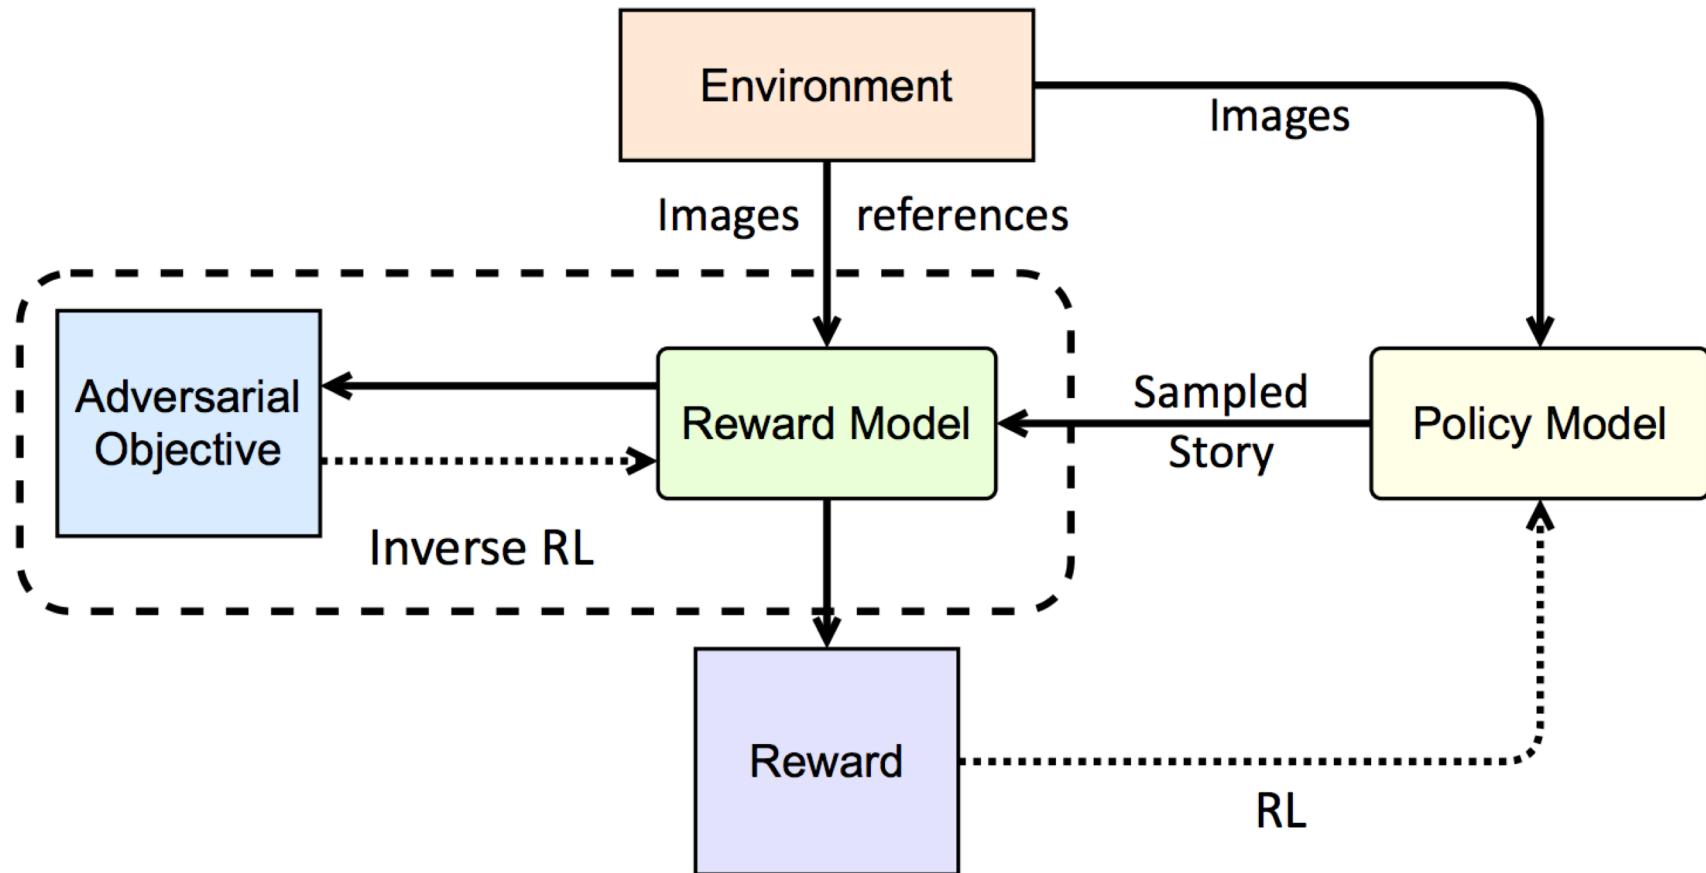 Environment
Images
Images references
Adversarial
Objective
Reward Model
Sampled
Story
Policy Model
Inverse RL
Reward
RL